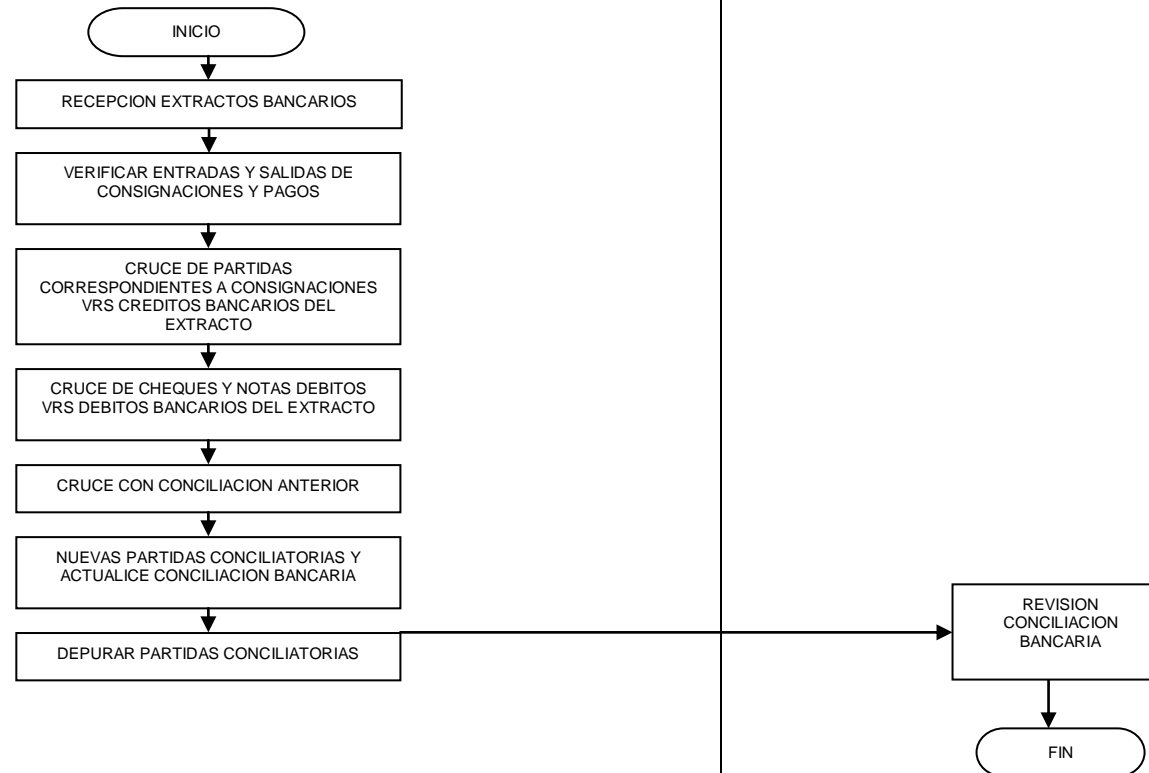 INICIO
RECEPCION EXTRACTOS BANCARIOS
VERIFICAR ENTRADAS Y SALIDAS DE
CONSIGNACIONES Y PAGOS
CRUCE DE PARTIDAS
CORRESPONDIENTES A CONSIGNACIONES
VRS CREDITOS BANCARIOS DEL
EXTRACTO
CRUCE DE CHEQUES Y NOTAS DEBITOS
VRS DEBITOS BANCARIOS DEL EXTRACTO
CRUCE CON CONCILIACION ANTERIOR
NUEVAS PARTIDAS CONCILIATORIAS Y
ACTUALICE CONCILIACION BANCARIA
DEPURAR PARTIDAS CONCILIATORIAS
REVISION
CONCILIACION
BANCARIA
FIN